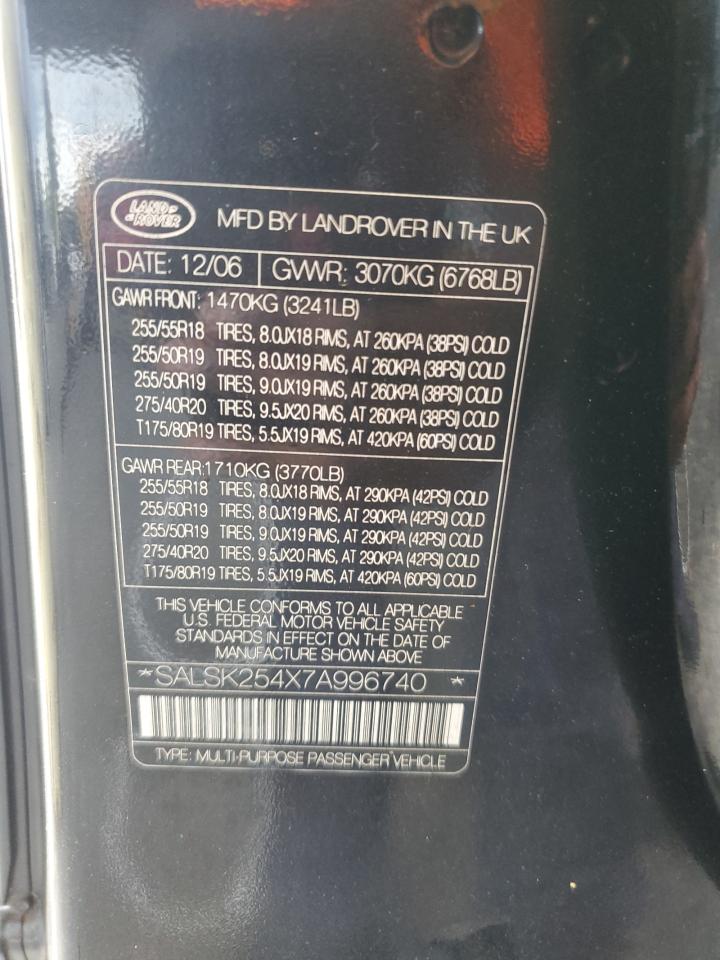 LAND-
-ROVER
MFD BY LANDROVER IN THE UK
DATE: 12/06 GVWR: 3070KG (6768LB)
GAWR FRONT: 1470KG (3241LB)
255/55R18 TIRES, 8.0JX18 RIMS, AT 260KPA (38PSI) COLD
255/50R19 TIRES, 8.0JX19 RIMS, AT 260KPA (38PSI) COLD
255/50R19 TIRES, 9.0JX19 RIMS, AT 260KPA (38PSI) COLD
275/40R20 TIRES, 9.5JX20 RIMS, AT 260KPA (38PSI) COLD
T175/80R19 TIRES, 5.5JX19 RIMS, AT 420KPA (60PSI) COLD
GAWR REAR:1710KG (3770LB)
255/55R18 TIRES, 8.0JX18 RIMS, AT 290KPA (42PSI) COLD
255/50R19 TIRES, 8.0JX19 RIMS, AT 290KPA (42PSI) COLD
255/50R19 TIRES, 9.0JX19 RIMS, AT 290KPA (42PSI) COLD
275/40R20 TIRES, 9.5JX20 RIMS, AT 290KPA (42PSI) COLD
T175/80R19 TIRES, 5.5JX19 RIMS, AT 420KPA (60PSI) COLD
THIS VEHICLE CONFORMS TO ALL APPLICABLE
U.S. FEDERAL MOTOR VEHICLE SAFETY
STANDARDS IN EFFECT ON THE DATE OF
MANUFACTURE SHOWN ABOVE
*SALSK254X7A996740 *
TYPE: MULTI-PURPOSE PASSENGER VEHICLE